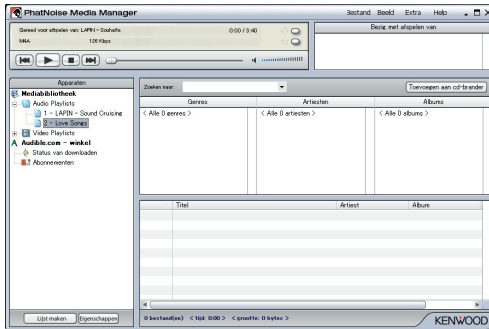 PhatNoise Media Manager
Bestand Beeld Extra Help
Gereed voor afspelen van: LAPIN - Souhaite
0:00 / 3:40
M4A 128 Kbps
Bezig met afspelen van
Apparaten
Mediabibliotheek
Audio Playlists
1 - LAPIN - Sound Cruising
2 - Love Songs
Video Playlists
Audible.com - winkel
Status van downloaden
Abonnementen
Lijst maken
Eigenschappen
Zoeken naar:
Toevoegen aan cd-brander
Genres Artiesten Albums
< Alle 0 genres > < Alle 0 artiesten > < Alle 0 albums >
Titel Artiest Album
0 bestand(en) < tijd: 0:00 > < grootte: 0 bytes >
KENWOOD